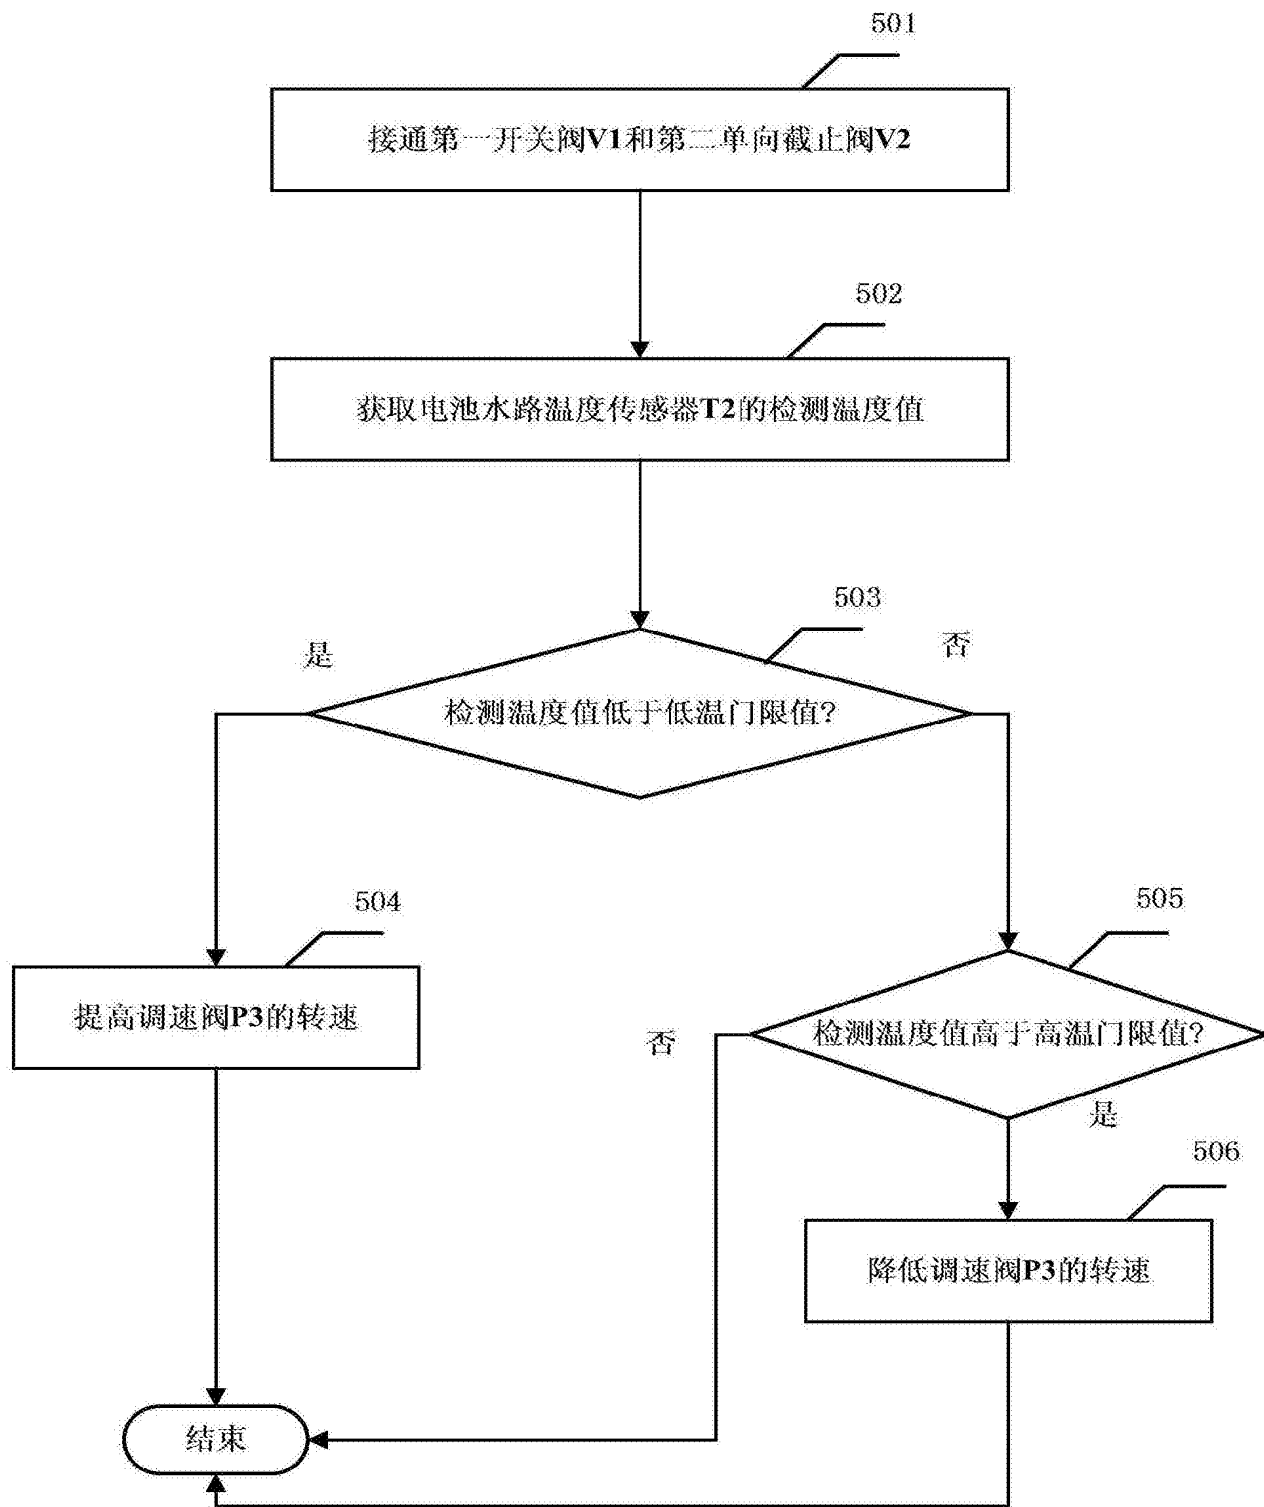 501
接通第一开关阀V1和第二单向截止阀V2
502
获取电池水路温度传感器T2的检测温度值
503
是
否
检测温度值低于低温门限值?
504
505
提高调速阀P3的转速
否
检测温度值高于高温门限值?
是
506
降低调速阀P3的转速
结束